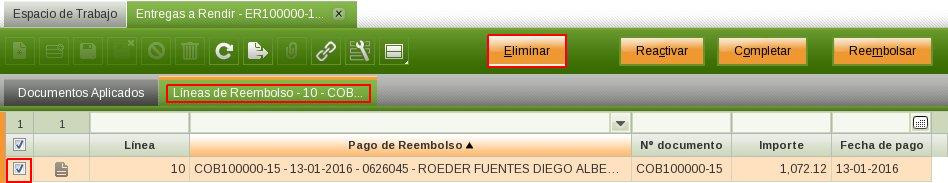 Espacio de Trabajo Entregas a Rendir - ER100000-1...
Eliminar Reactivar Completar Reembolsar
Documentos Aplicados Líneas de Reembolso - 10 - COB...
1 1
Línea Pago de Reembolso Nº documento Importe Fecha de pago
10 COB100000-15 - 13-01-2016 - 0626045 - ROEDER FUENTES DIEGO ALBE... COB100000-15 1,072.12 13-01-2016